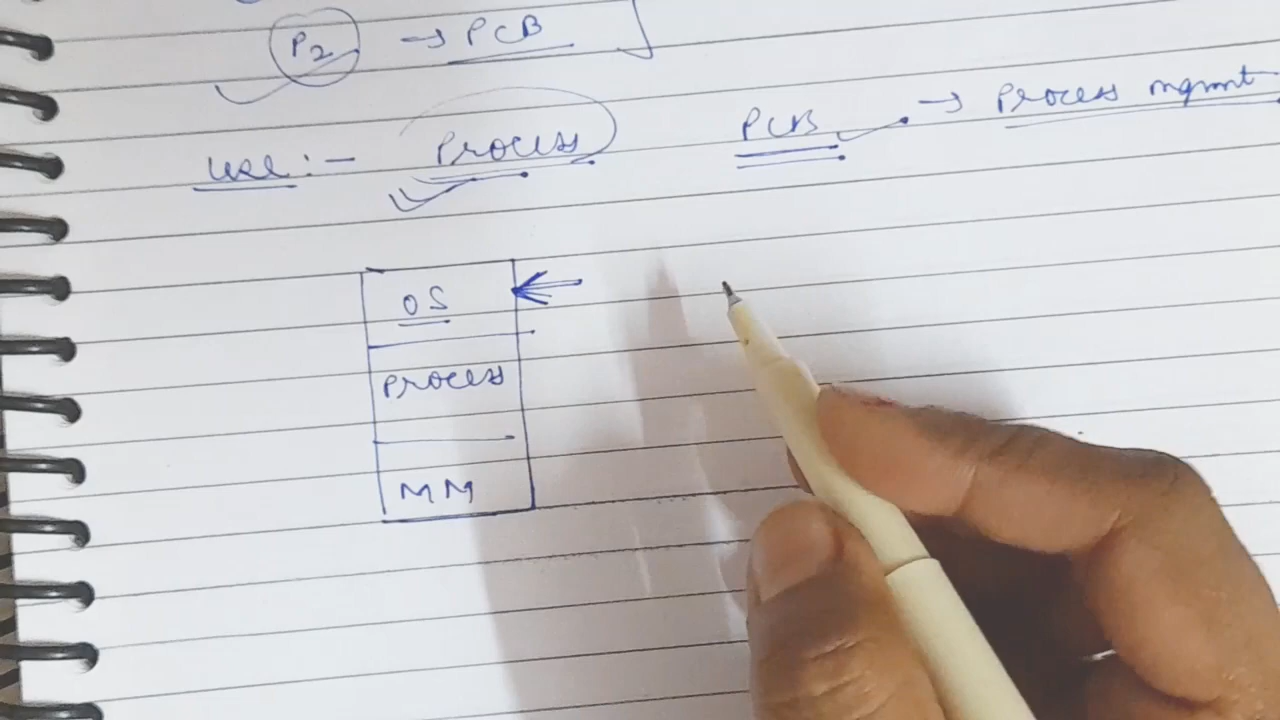 P2 → PCB
Use :- Process PCB → Process mgmt
OS
Process
MM